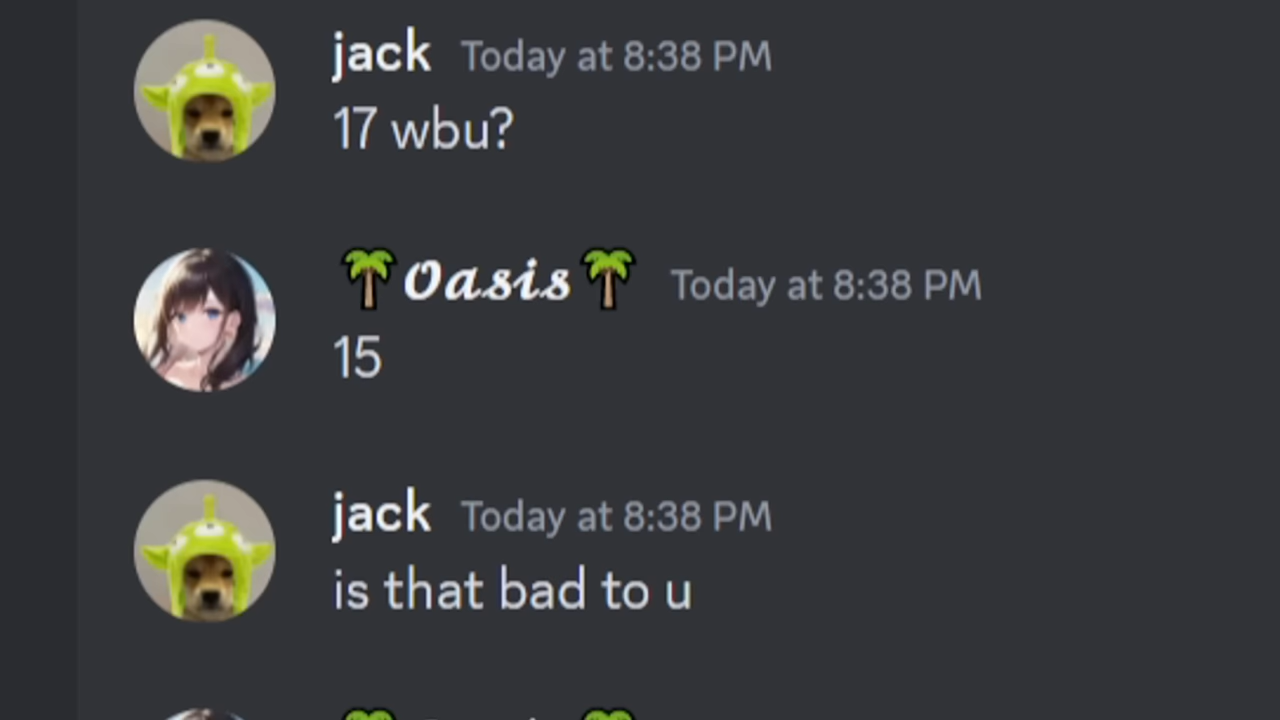 jack Today at 8:38 PM
17 wbu?
🌴𝓞𝓪𝓼𝓲𝓼🌴 Today at 8:38 PM
15
jack Today at 8:38 PM
is that bad to u